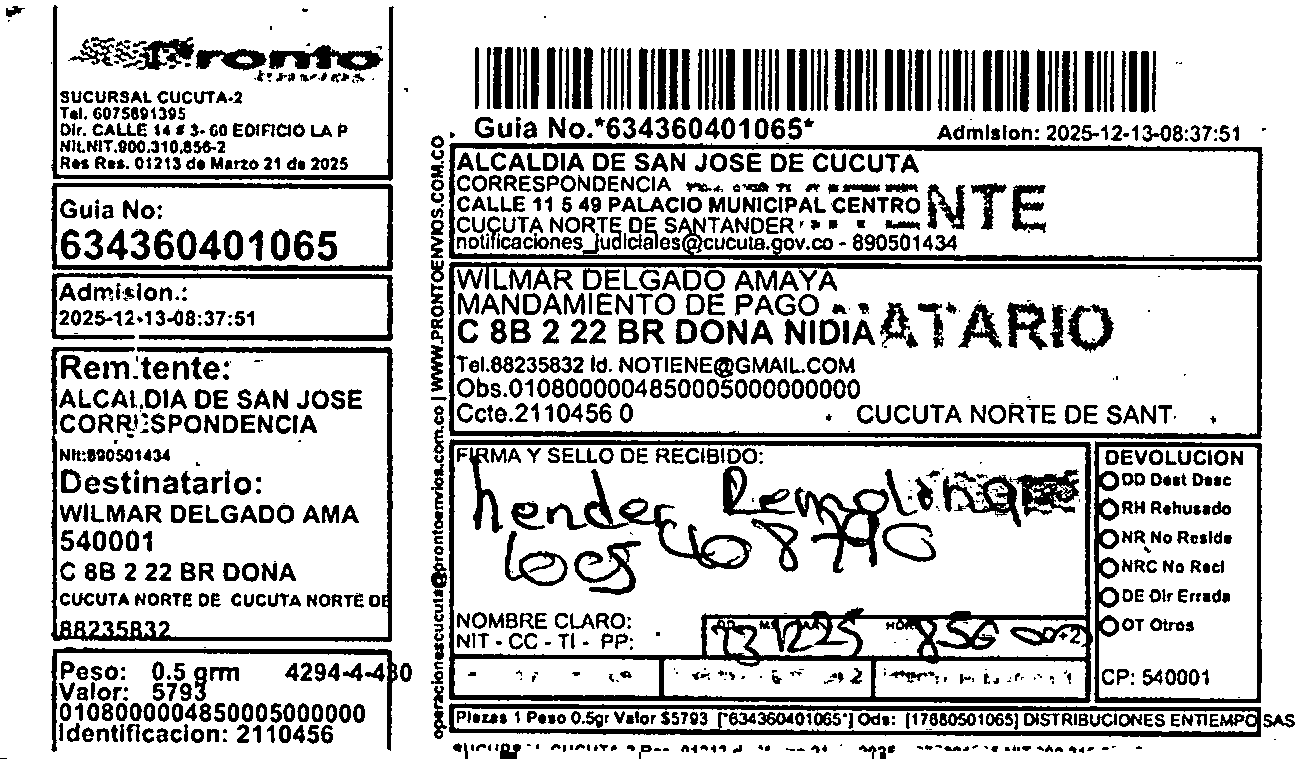 Pronto
SUCURSAL CUCUTA-2
Tel. 6075891395
Dir. CALLE 14 # 3- 60 EDIFICIO LA P
Nit.NIT.900.310.856-2
Res Res. 01213 de Marzo 21 de 2025
Guia No:
634360401065
Admision.:
2025-12-13-08:37:51
Remitente:
ALCALDIA DE SAN JOSE
CORRESPONDENCIA
Nit:890501434
Destinatario:
WILMAR DELGADO AMA
540001
C 8B 2 22 BR DONA
CUCUTA NORTE DE CUCUTA NORTE DE
88235832
Peso: 0.5 grm 4294-4-430
Valor: 5793
0108000004850005000000
Identificacion: 2110456
operacionescucuta@prontoenvios.com.co | WWW.PRONTOENVIOS.COM.CO
Guia No.*634360401065*
Admision: 2025-12-13-08:37:51
ALCALDIA DE SAN JOSE DE CUCUTA
CORRESPONDENCIA
CALLE 11 5 49 PALACIO MUNICIPAL CENTRO
CUCUTA NORTE DE SANTANDER
notificaciones_judiciales@cucuta.gov.co - 890501434
NTE
WILMAR DELGADO AMAYA
MANDAMIENTO DE PAGO
C 8B 2 22 BR DONA NIDIA
ATARIO
Tel.88235832 Id. NOTIENE@GMAIL.COM
Obs.0108000004850005000000000
Ccte.2110456 0 CUCUTA NORTE DE SANT
FIRMA Y SELLO DE RECIBIDO:
hender
NOMBRE CLARO:
NIT - CC - TI - PP:
1225 856
D+2
DEVOLUCION
DD Dest Desc
RH Rehusado
NR No Reside
NRC No Recl
DE Dir Errada
OT Otros
CP: 540001
Piezas 1 Peso 0.5gr Valor $5793 [*634360401065*] Ods: [17680501065] DISTRIBUCIONES ENTIEMPO SAS